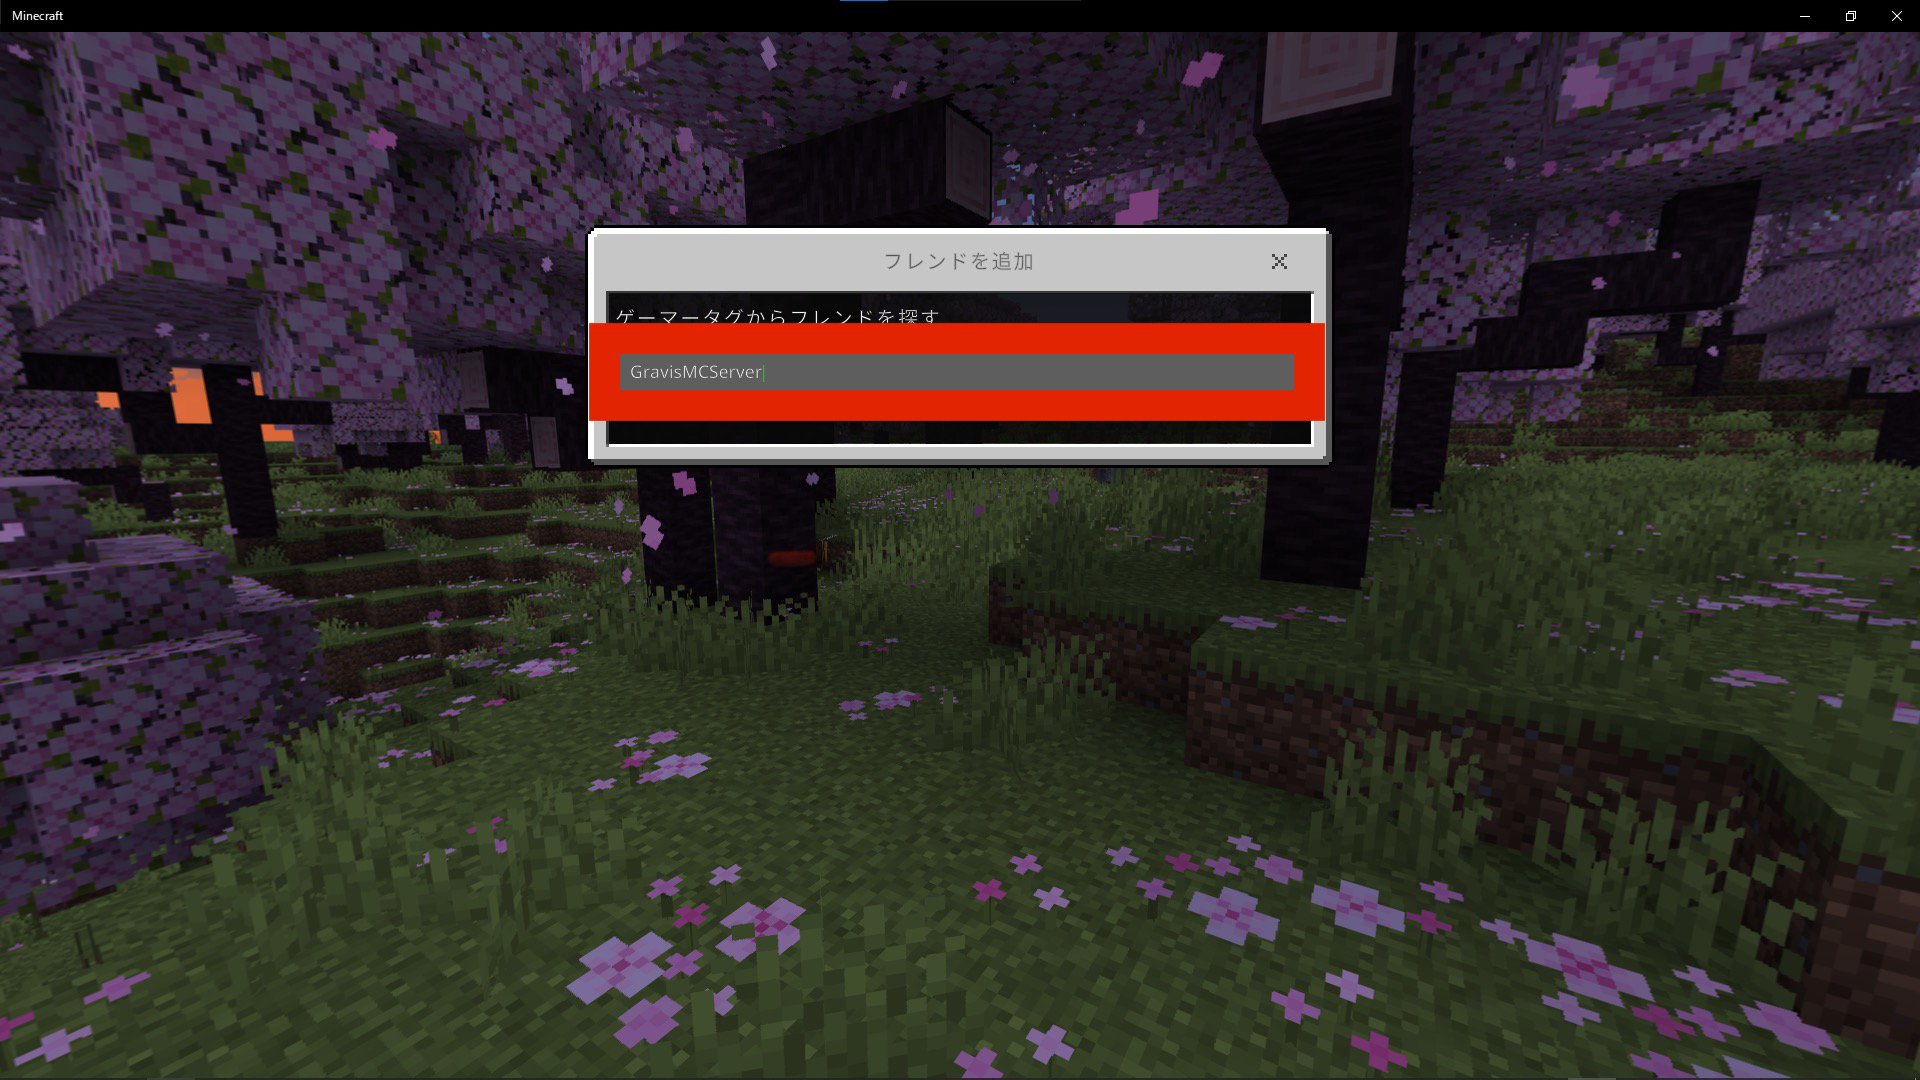 Minecraft
フレンドを追加
ゲーマータグからフレンドを探す
GravisMCServer